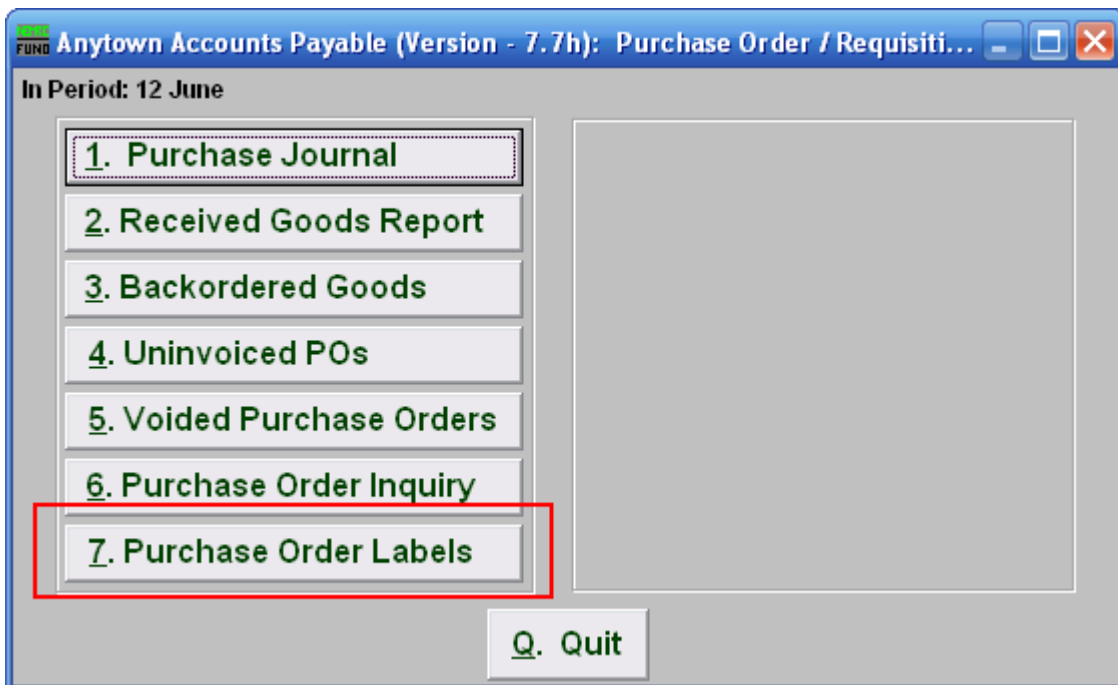 FUND Anytown Accounts Payable (Version - 7.7h): Purchase Order / Requisiti...
In Period: 12 June
1. Purchase Journal
2. Received Goods Report
3. Backordered Goods
4. Uninvoiced POs
5. Voided Purchase Orders
6. Purchase Order Inquiry
7. Purchase Order Labels
Q. Quit